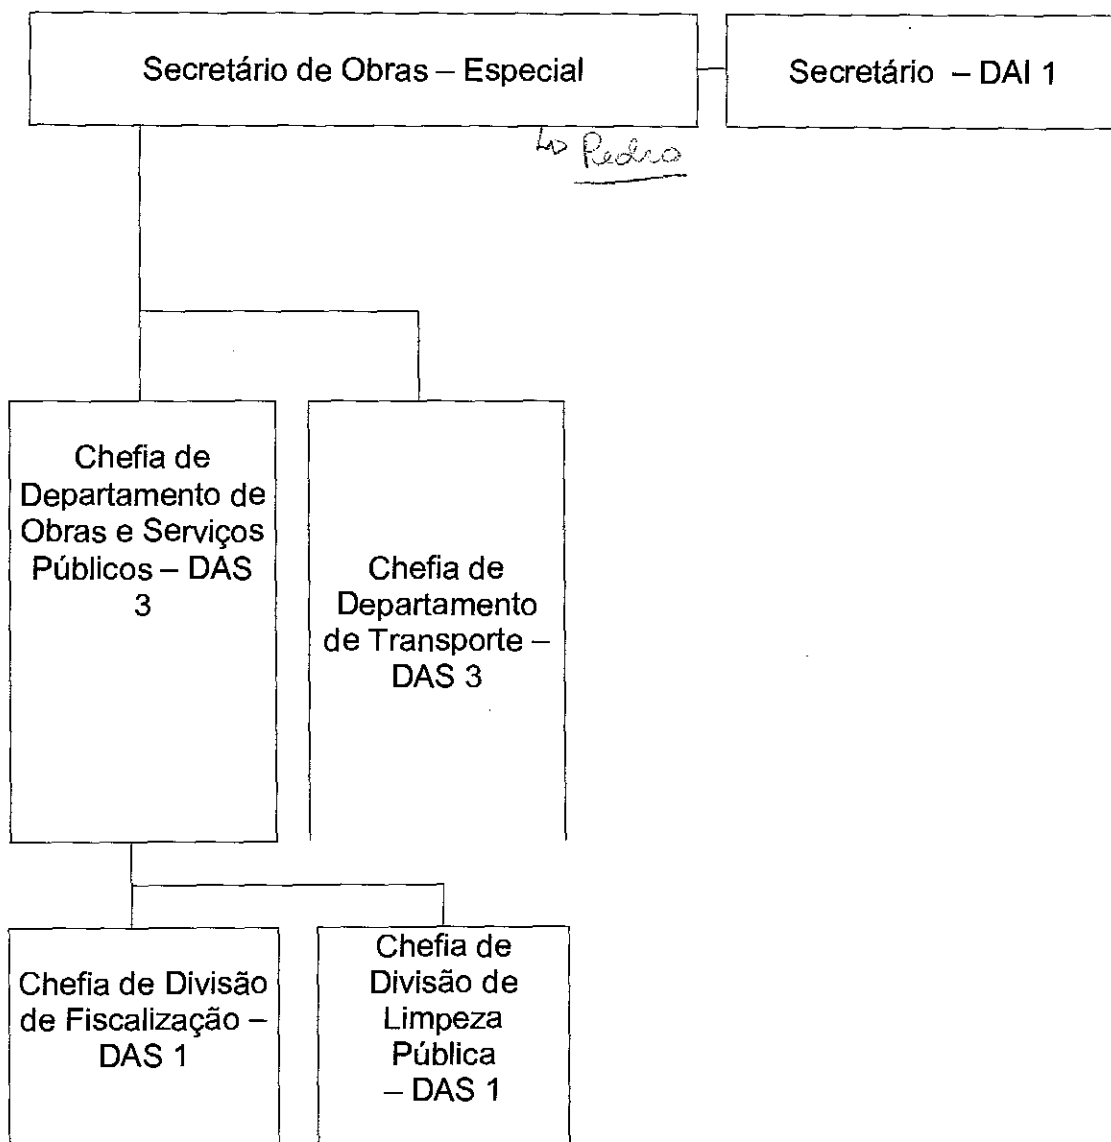 Secretário de Obras – Especial
Secretário – DAI 1
↳ Pedro
Chefia de
Departamento de
Obras e Serviços
Públicos – DAS
3
Chefia de
Departamento
de Transporte –
DAS 3
Chefia de Divisão
de Fiscalização –
DAS 1
Chefia de
Divisão de
Limpeza
Pública
– DAS 1